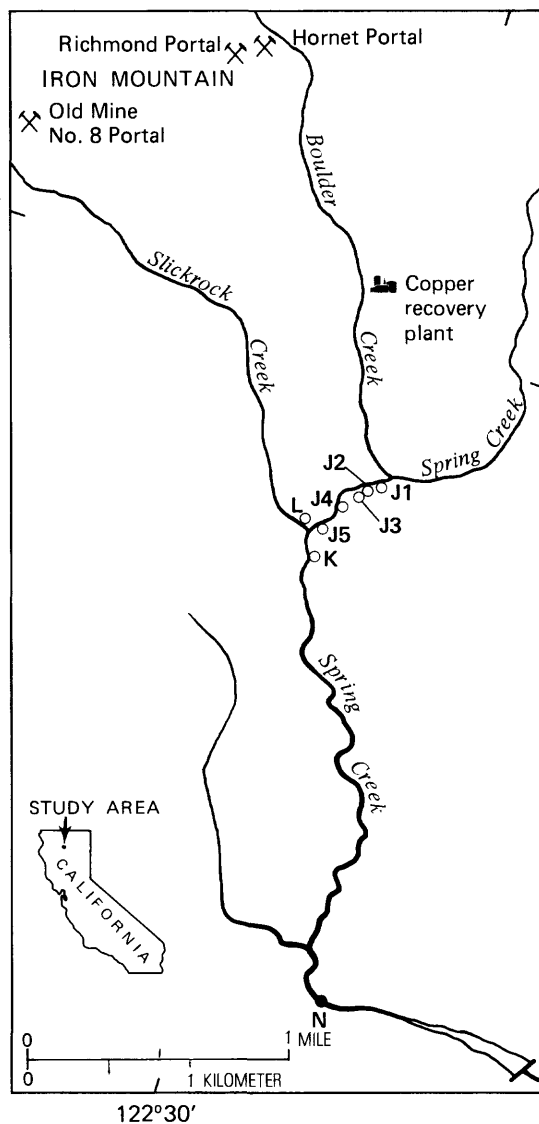 Richmond Portal
Hornet Portal
IRON MOUNTAIN
Old Mine
No. 8 Portal
Boulder
Creek
Slickrock
Creek
Copper
recovery
plant
Spring Creek
J2
J1
J4
J3
L
J5
K
Spring
Creek
STUDY AREA
CALIFORNIA
N
0 1 MILE
0 1 KILOMETER
122°30'